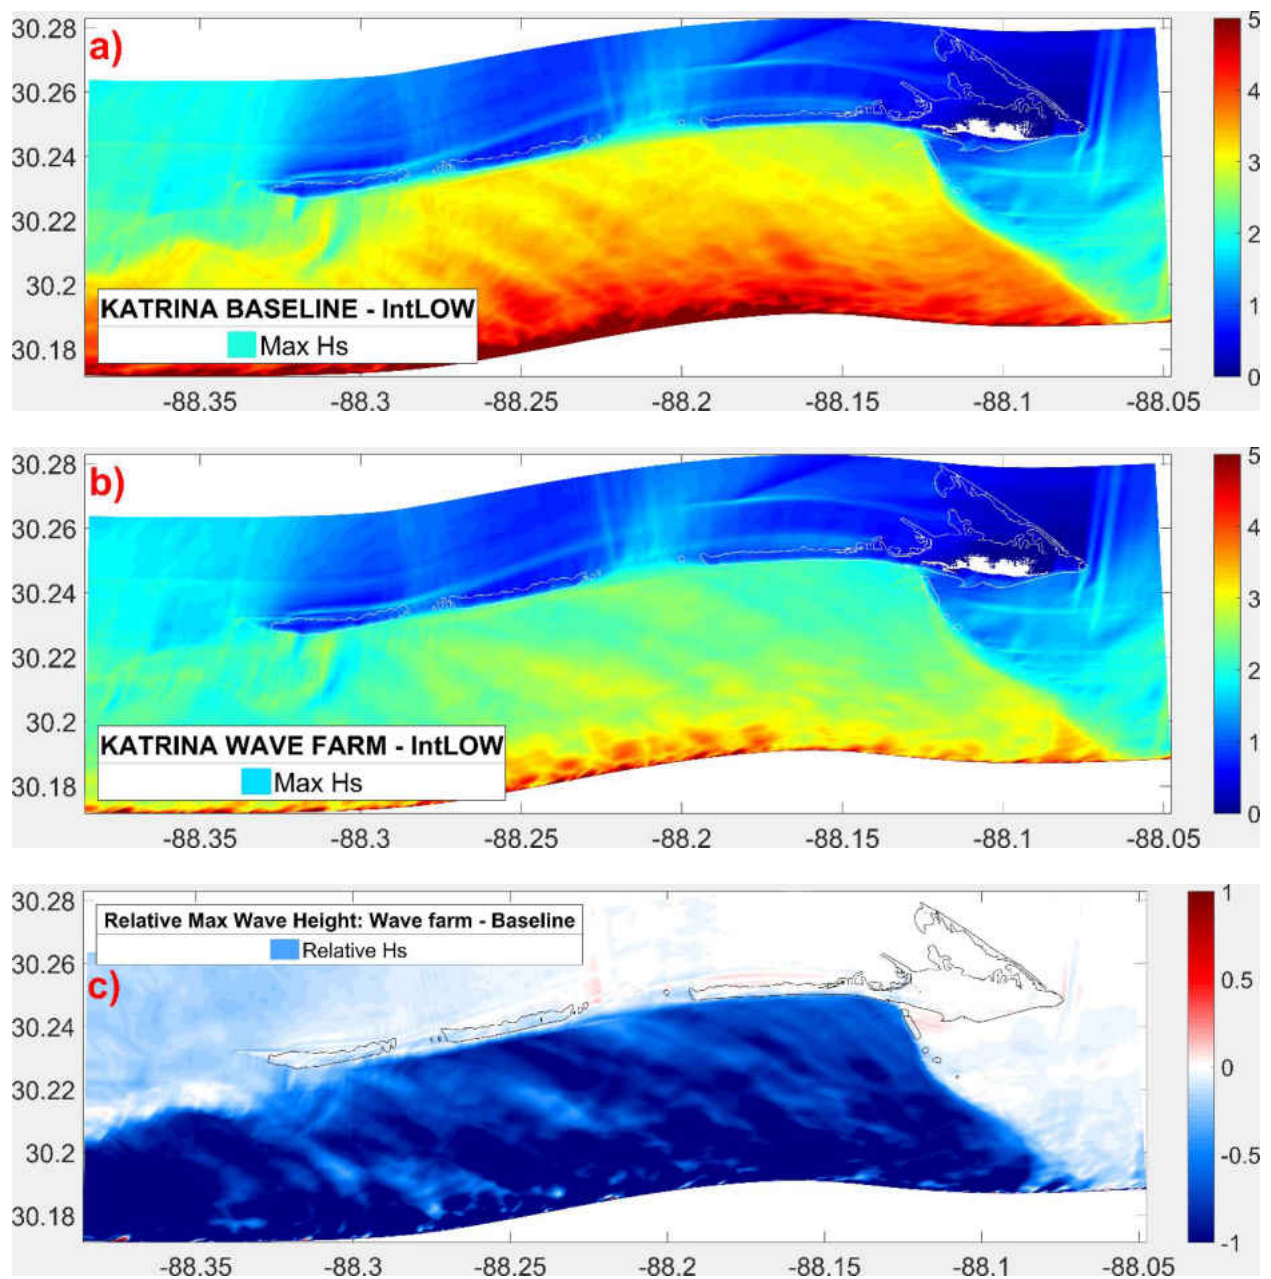 a)
30.28
30.26
30.24
30.22
30.2
30.18
KATRINA BASELINE - IntLOW
Max Hs
-88.35 -88.3 -88.25 -88.2 -88.15 -88.1 -88.05
5
4
3
2
1
0
b)
30.28
30.26
30.24
30.22
30.2
30.18
KATRINA WAVE FARM - IntLOW
Max Hs
-88.35 -88.3 -88.25 -88.2 -88.15 -88.1 -88.05
5
4
3
2
1
0
30.28
30.26
30.24
30.22
30.2
30.18
Relative Max Wave Height: Wave farm - Baseline
Relative Hs
c)
-88.35 -88.3 -88.25 -88.2 -88.15 -88.1 -88.05
1
0.5
0
-0.5
-1